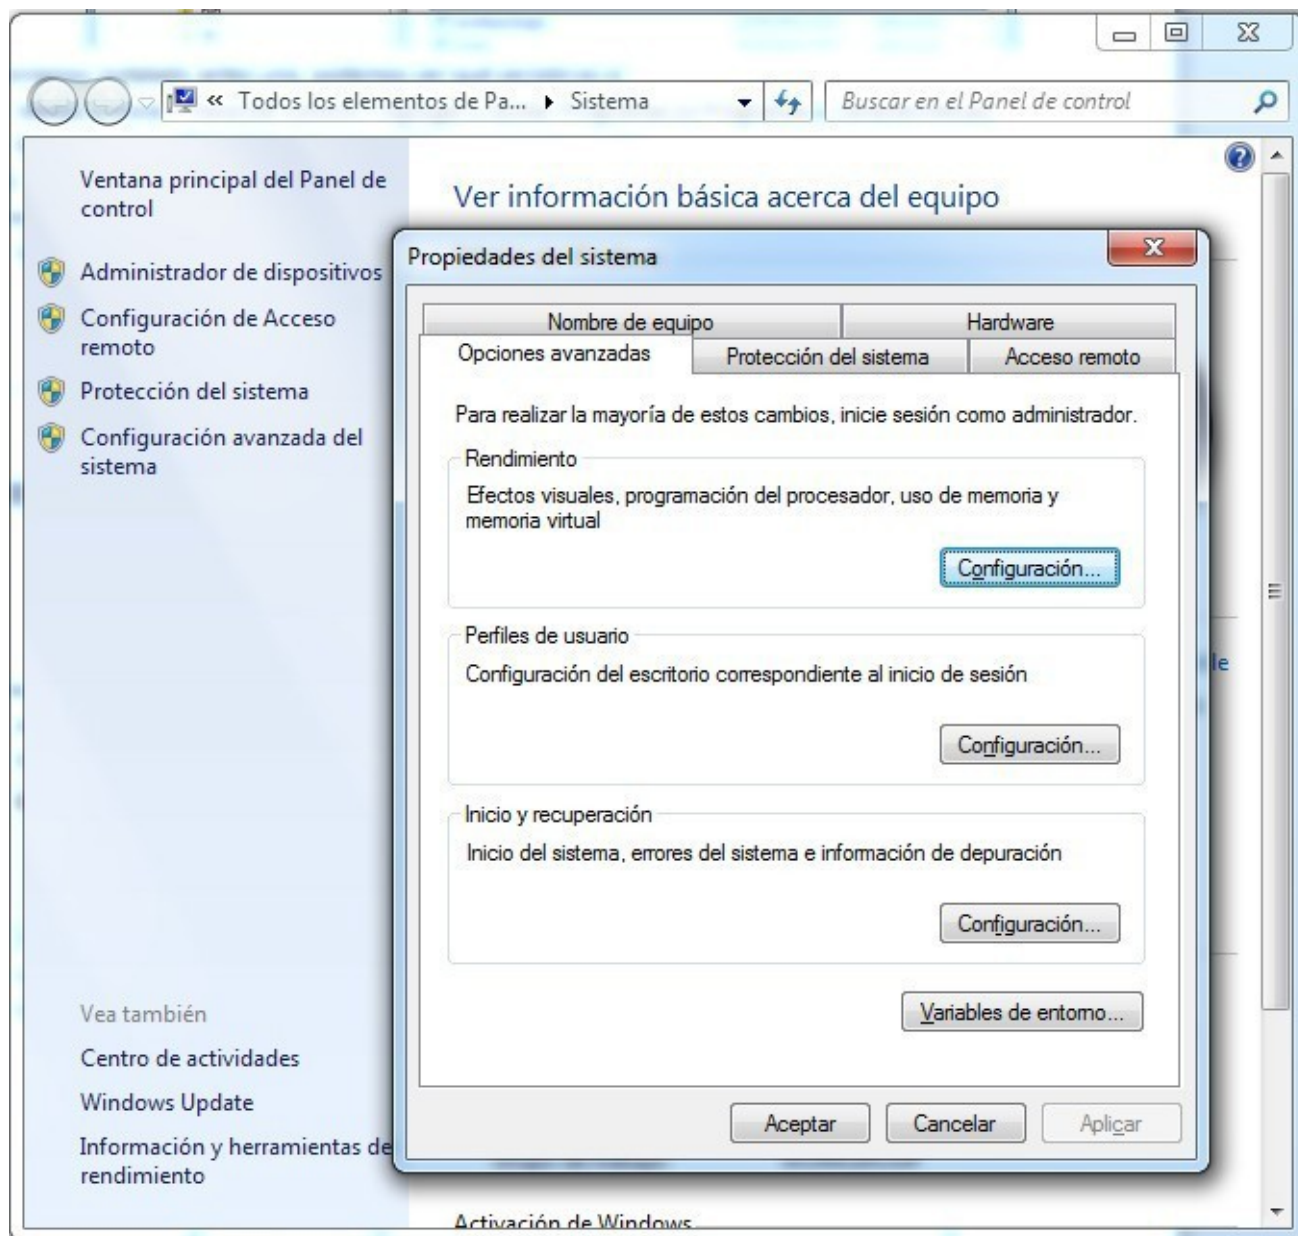 « Todos los elementos de Pa... Sistema
Buscar en el Panel de control
Ventana principal del Panel de
control
Administrador de dispositivos
Configuración de Acceso
remoto
Protección del sistema
Configuración avanzada del
sistema
Vea también
Centro de actividades
Windows Update
Información y herramientas de
rendimiento
Ver información básica acerca del equipo
Propiedades del sistema
Nombre de equipo
Hardware
Opciones avanzadas
Protección del sistema
Acceso remoto
Para realizar la mayoría de estos cambios, inicie sesión como administrador.
Rendimiento
Efectos visuales, programación del procesador, uso de memoria y
memoria virtual
Configuración...
Perfiles de usuario
Configuración del escritorio correspondiente al inicio de sesión
Configuración...
Inicio y recuperación
Inicio del sistema, errores del sistema e información de depuración
Configuración...
Variables de entorno...
Aceptar
Cancelar
Aplicar
Activación de Windows